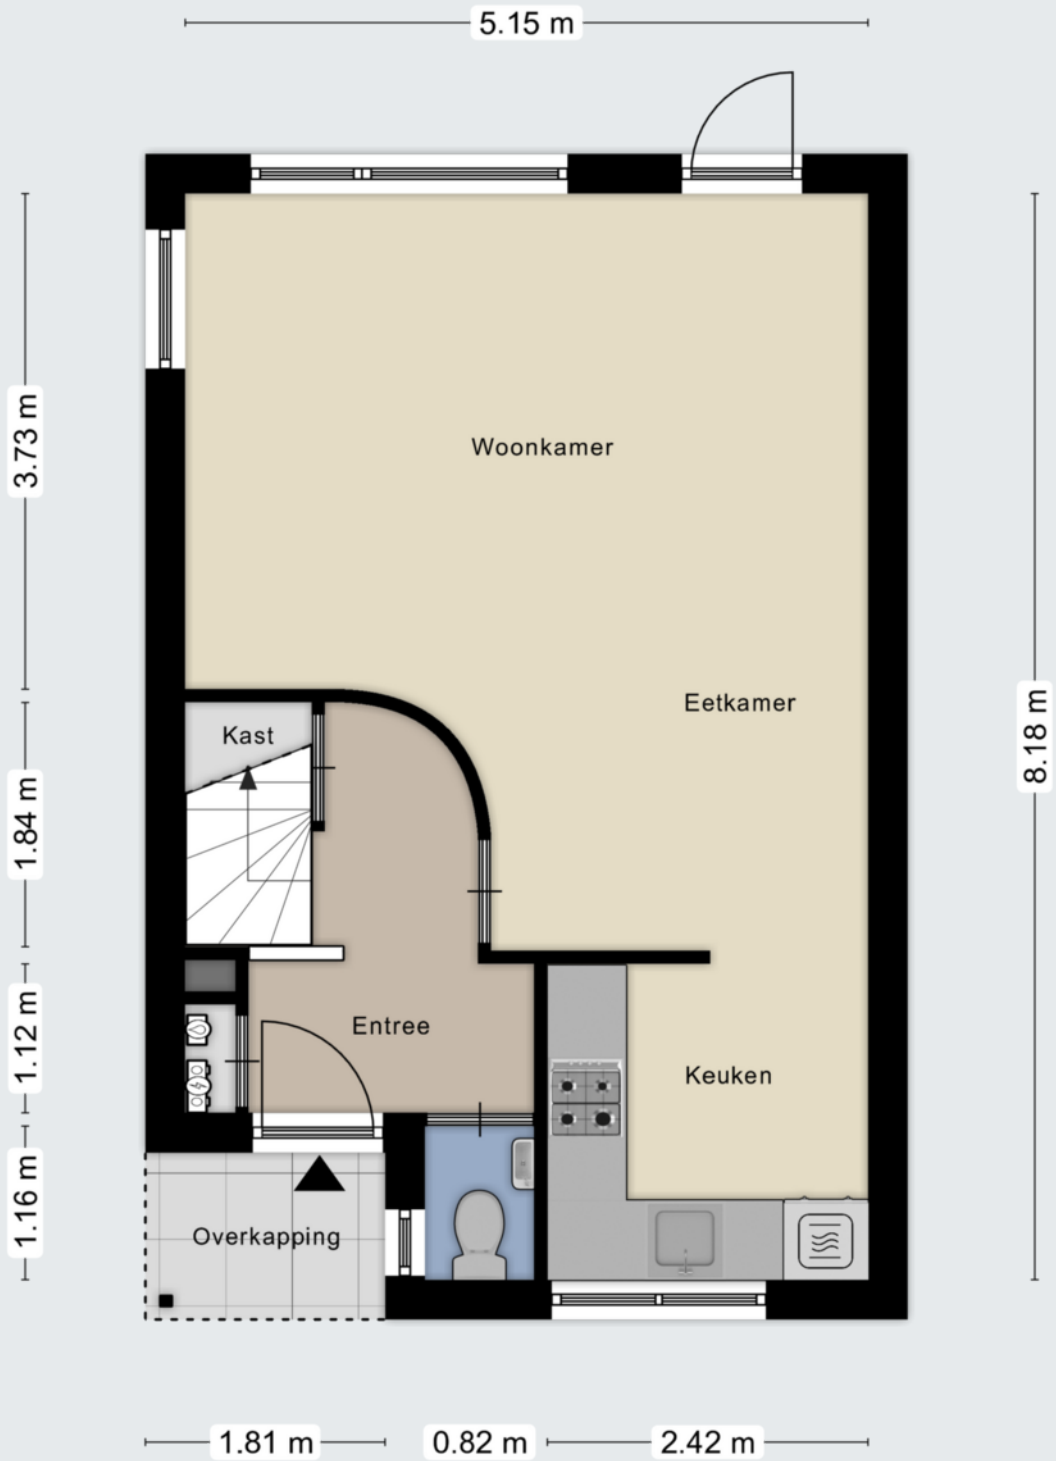 5.15 m
3.73 m
Woonkamer
Eetkamer
8.18 m
Kast
1.84 m
Entree
1.12 m
Keuken
1.16 m
Overkapping
1.81 m
0.82 m
2.42 m